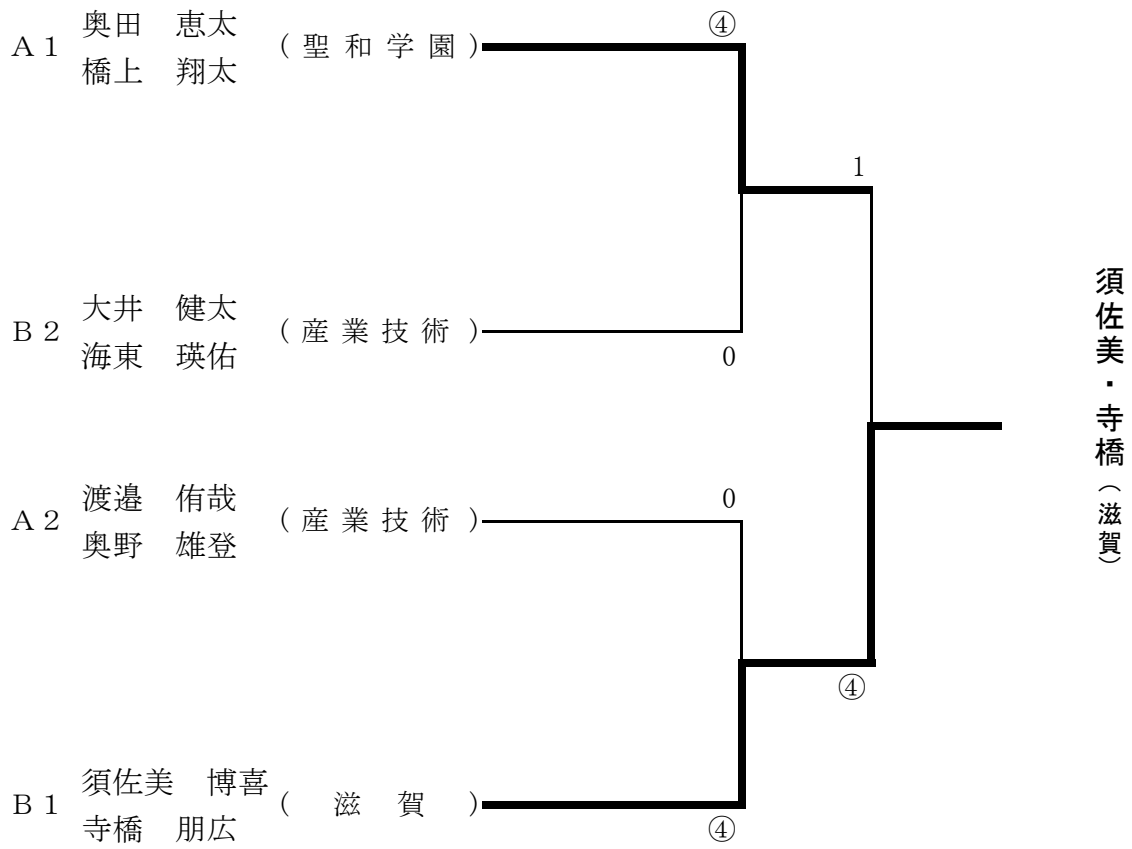 A１ 奥田　恵太 (聖和学園) ④
橋上　翔太
1
B２ 大井　健太 (産業技術)
海東　瑛佑 0
A２ 渡邉　侑哉 (産業技術) 0
奥野　雄登
④
B１ 須佐美　博喜 (滋賀)
寺橋　朋広 ④
須佐美・寺橋（滋賀）